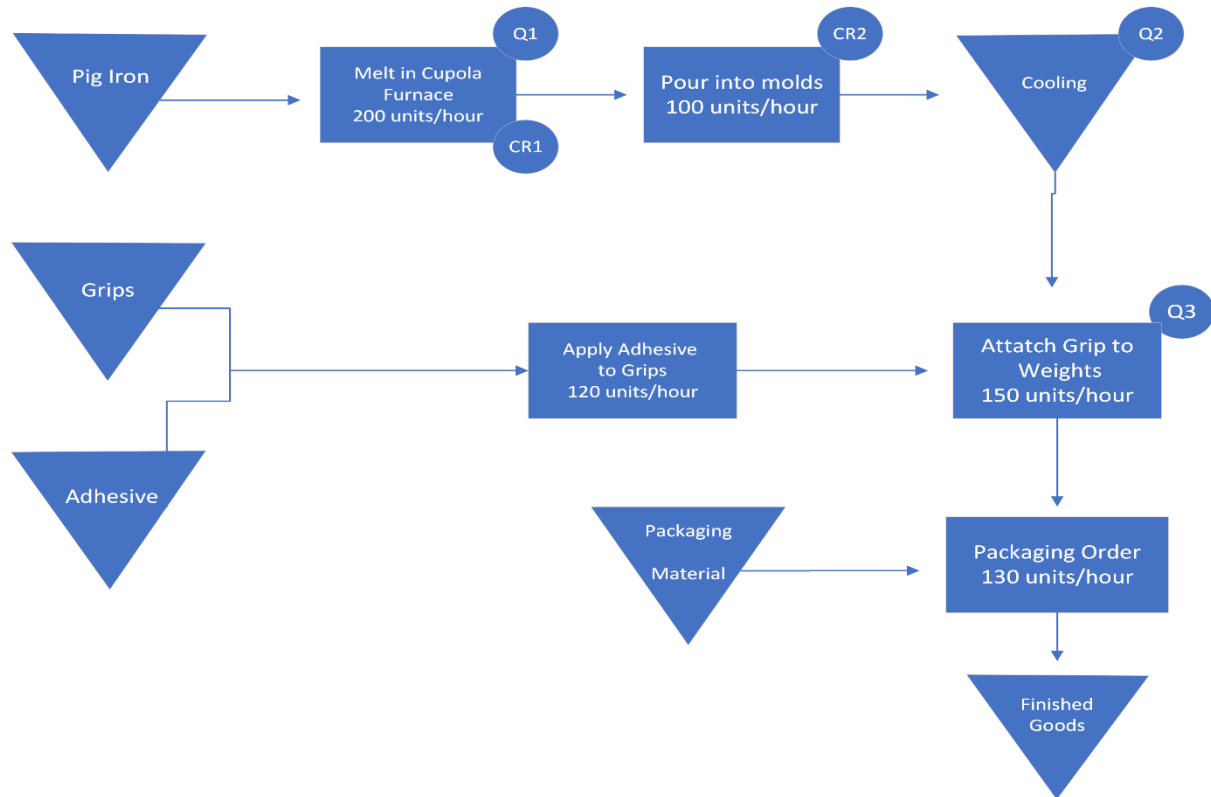 Pig Iron
Q1
Melt in Cupola
Furnace
200 units/hour
CR1
CR2
Pour into molds
100 units/hour
Q2
Cooling
Grips
Adhesive
Apply Adhesive
to Grips
120 units/hour
Q3
Attatch Grip to
Weights
150 units/hour
Packaging
Material
Packaging Order
130 units/hour
Finished
Goods